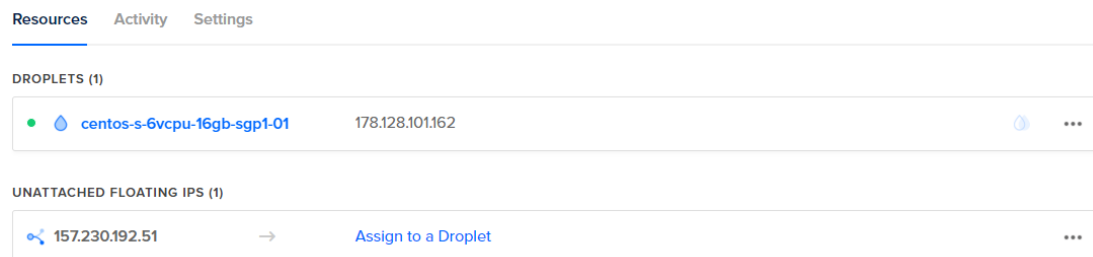 Resources Activity Settings
DROPLETS (1)
centos-s-6vcpu-16gb-sgp1-01 178.128.101.162
UNATTACHED FLOATING IPS (1)
157.230.192.51 → Assign to a Droplet